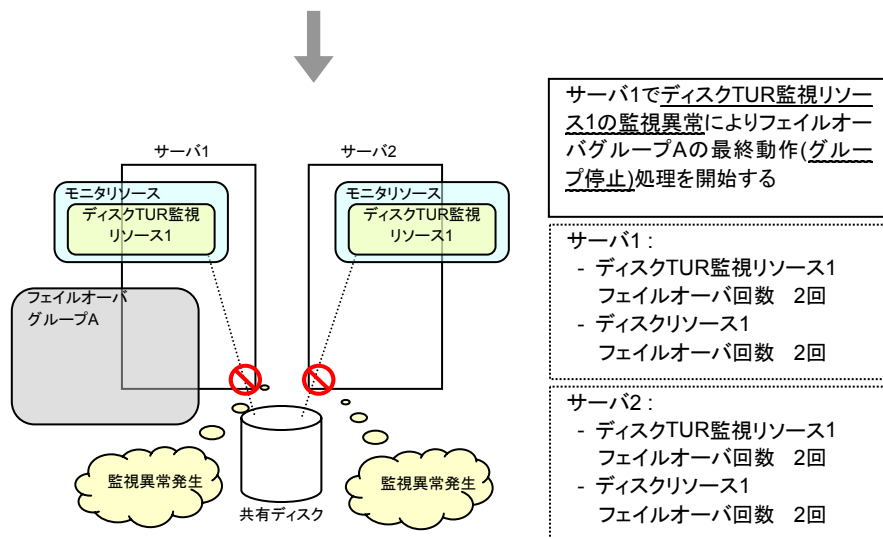 サーバ1でディスクTUR監視リソー
ス1の監視異常によりフェイルオー
バグループAの最終動作(グルー
プ停止)処理を開始する
サーバ1
サーバ2
モニタリソース
ディスクTUR監視
リソース1
モニタリソース
ディスクTUR監視
リソース1
フェイルオーバ
グループA
監視異常発生
共有ディスク
監視異常発生
サーバ1 :
- ディスクTUR監視リソース1
フェイルオーバ回数 2回
- ディスクリソース1
フェイルオーバ回数 2回
サーバ2 :
- ディスクTUR監視リソース1
フェイルオーバ回数 2回
- ディスクリソース1
フェイルオーバ回数 2回